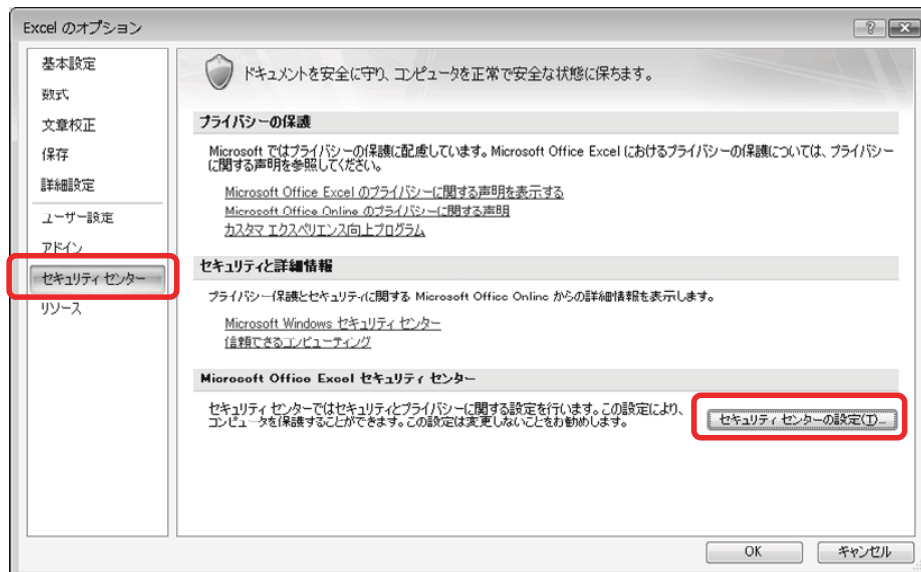 Excel のオプション
基本設定
数式
文章校正
保存
詳細設定
ユーザー設定
アドイン
セキュリティ センター
リソース
ドキュメントを安全に守り、コンピュータを正常で安全な状態に保ちます。
プライバシーの保護
Microsoft ではプライバシーの保護に配慮しています。Microsoft Office Excel におけるプライバシーの保護については、プライバシー
に関する声明を参照してください。
Microsoft Office Excel のプライバシーに関する声明を表示する
Microsoft Office Online のプライバシーに関する声明
カスタマ エクスペリエンス向上プログラム
セキュリティと詳細情報
プライバシー保護とセキュリティに関する Microsoft Office Online からの詳細情報を表示します。
Microsoft Windows セキュリティ センター
信頼できるコンピューティング
Microsoft Office Excel セキュリティ センター
セキュリティ センターではセキュリティとプライバシーに関する設定を行います。この設定により、
コンピュータを保護することができます。この設定は変更しないことをお勧めします。
セキュリティ センターの設定(T)...
OK
キャンセル